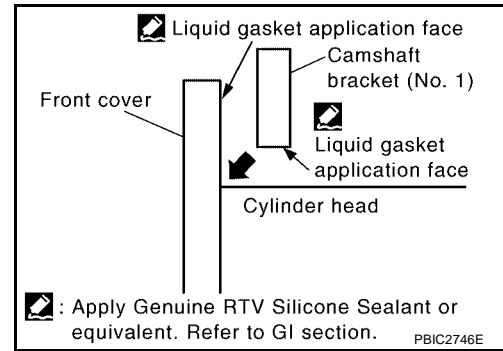 Liquid gasket application face
Camshaft
bracket (No. 1)
Front cover
Liquid gasket
application face
Cylinder head
: Apply Genuine RTV Silicone Sealant or
equivalent. Refer to GI section.
PBIC2746E